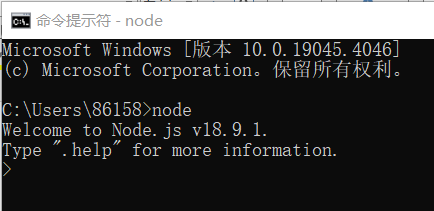 命令提示符 - node
Microsoft Windows [版本 10.0.19045.4046]
(c) Microsoft Corporation。保留所有权利。
C:\Users\86158>node
Welcome to Node.js v18.9.1.
Type ".help" for more information.
>